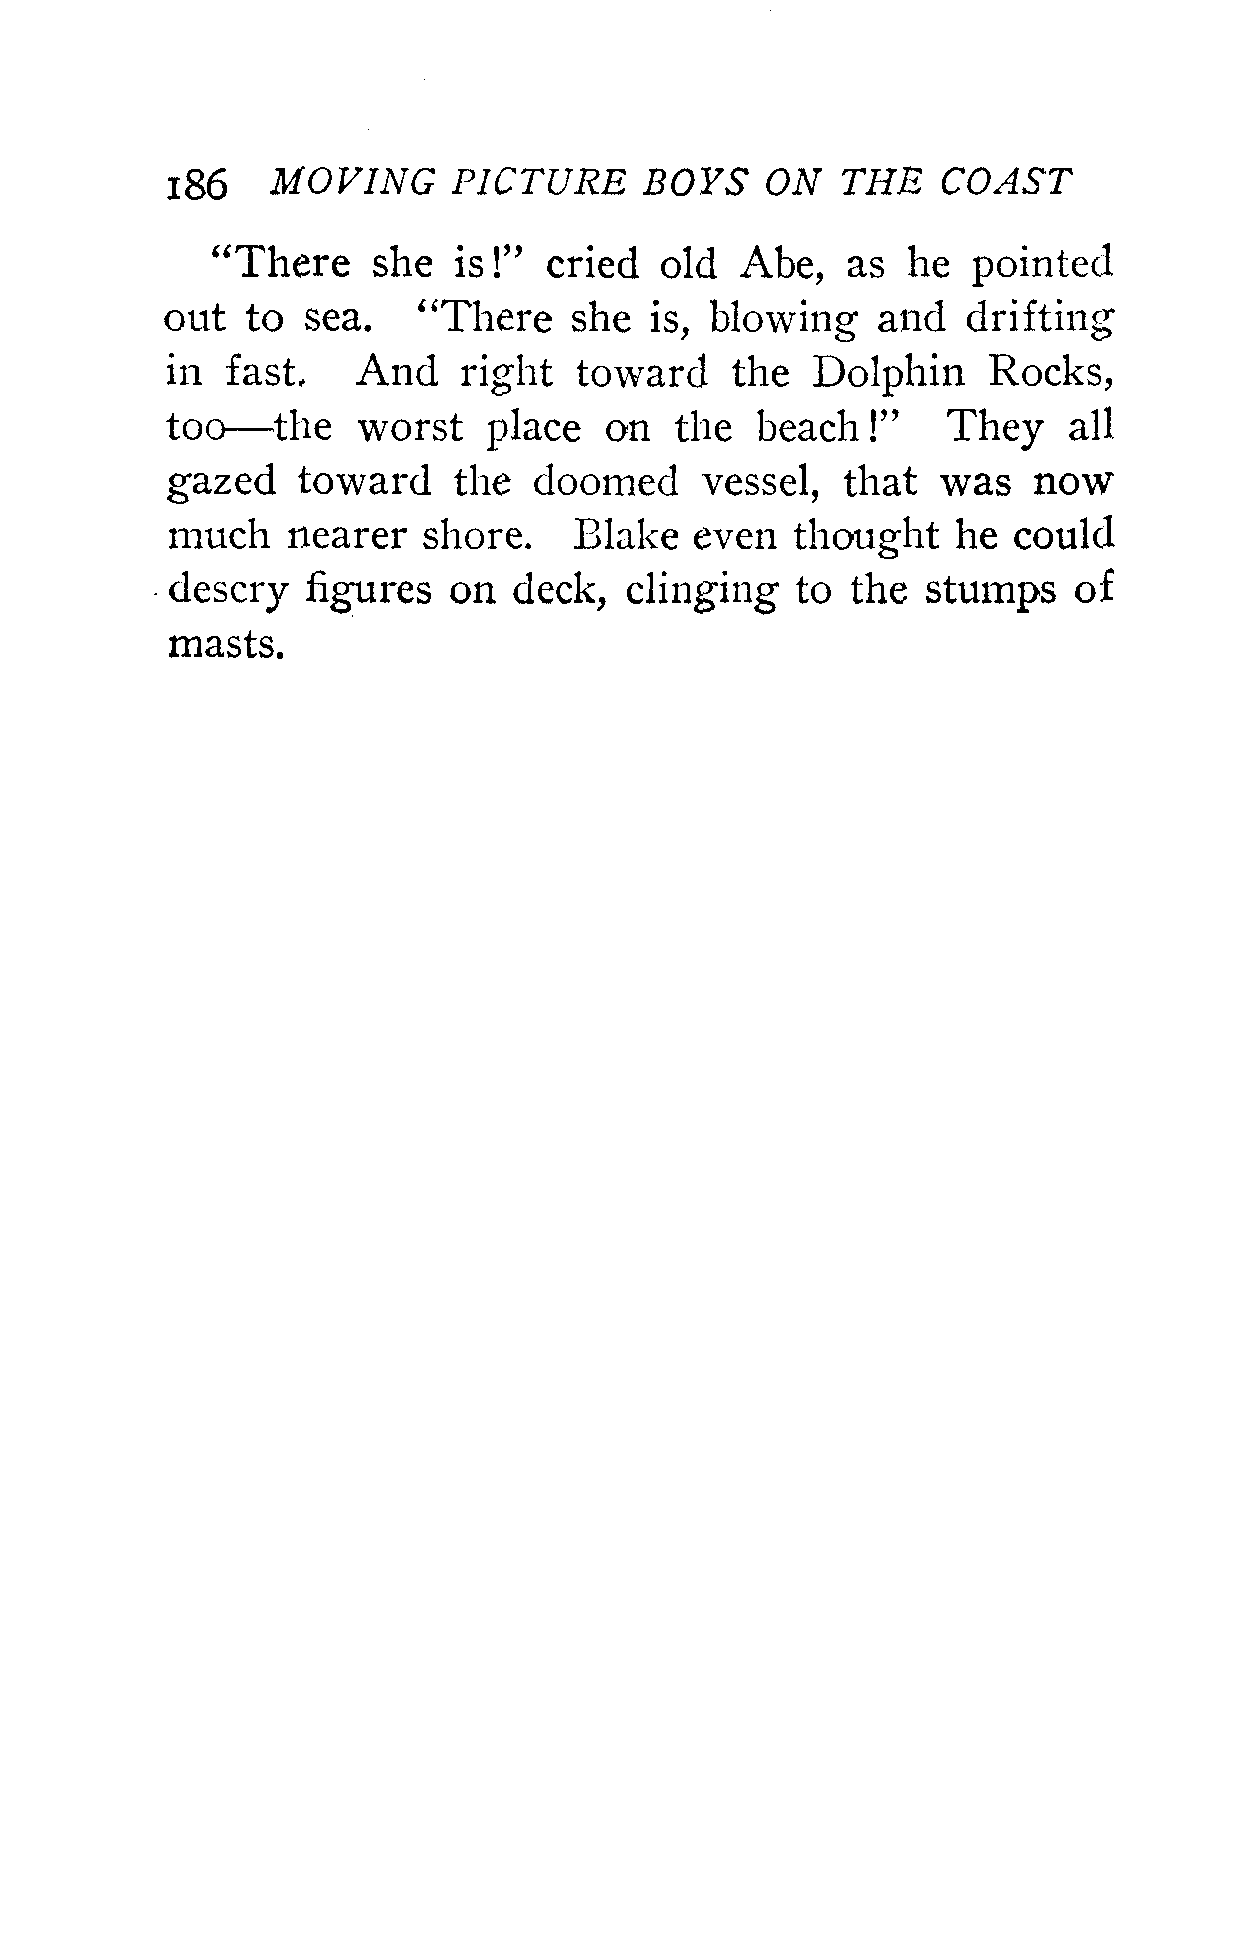 186 MOVING PICTURE BOYS ON THE COAST
“There she is!” cried old Abe, as he pointed
out to sea. “There she is, blowing and drifting
in fast. And right toward the Dolphin Rocks,
too—the worst place on the beach!” They all
gazed toward the doomed vessel, that was now
much nearer shore. Blake even thought he could
descry figures on deck, clinging to the stumps of
masts.